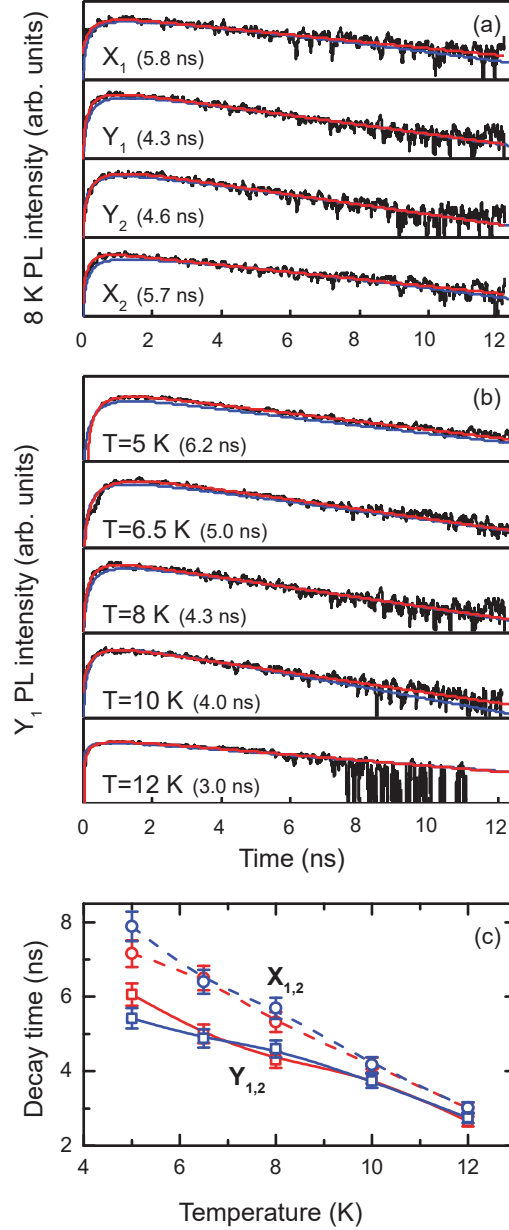 (a)
X1 (5.8 ns)
Y1 (4.3 ns)
Y2 (4.6 ns)
X2 (5.7 ns)
8 K PL intensity (arb. units)
0 2 4 6 8 10 12
(b)
T=5 K (6.2 ns)
T=6.5 K (5.0 ns)
T=8 K (4.3 ns)
T=10 K (4.0 ns)
T=12 K (3.0 ns)
Y1 PL intensity (arb. units)
0 2 4 6 8 10 12
Time (ns)
(c)
8
6
4
2
X1,2
Y1,2
Decay time (ns)
4 6 8 10 12
Temperature (K)